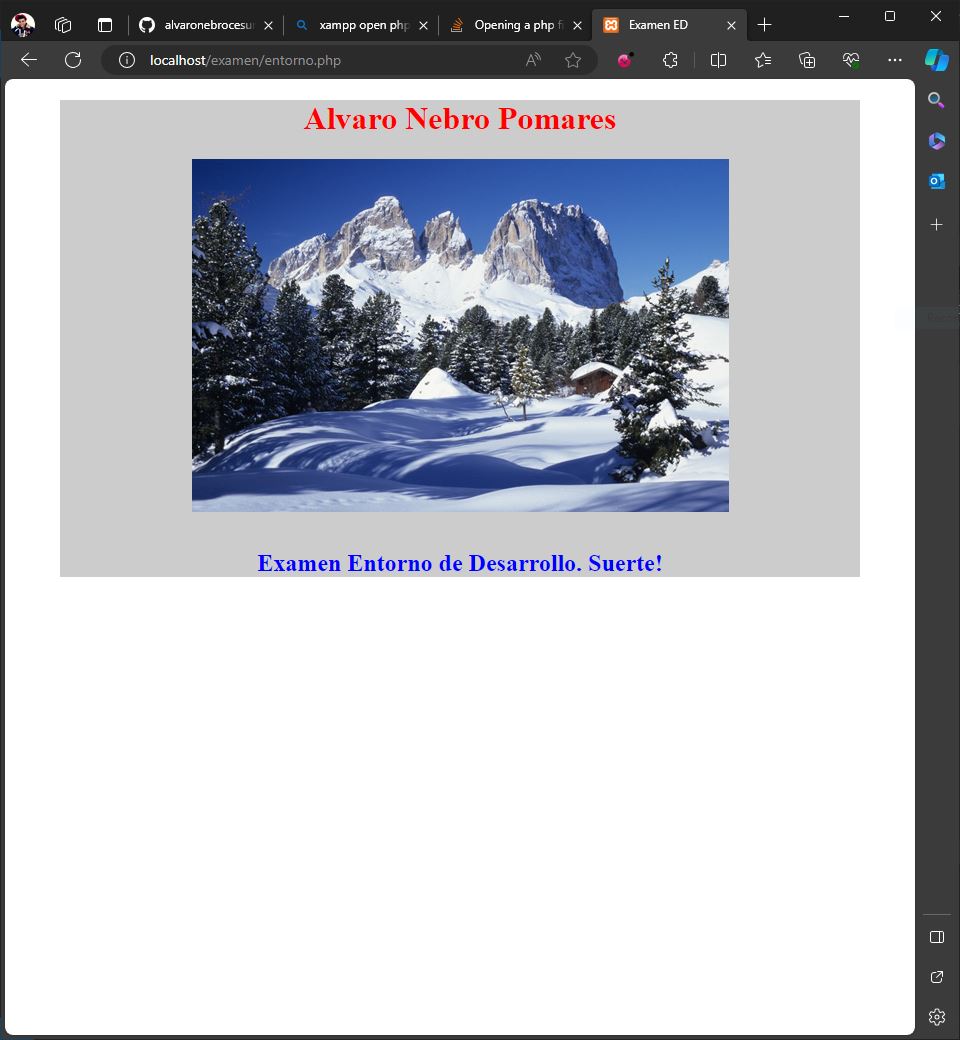 alvaronebrocesu
xampp open php
Opening a php fi
Examen ED
localhost/examen/entorno.php
Alvaro Nebro Pomares
Examen Entorno de Desarrollo. Suerte!